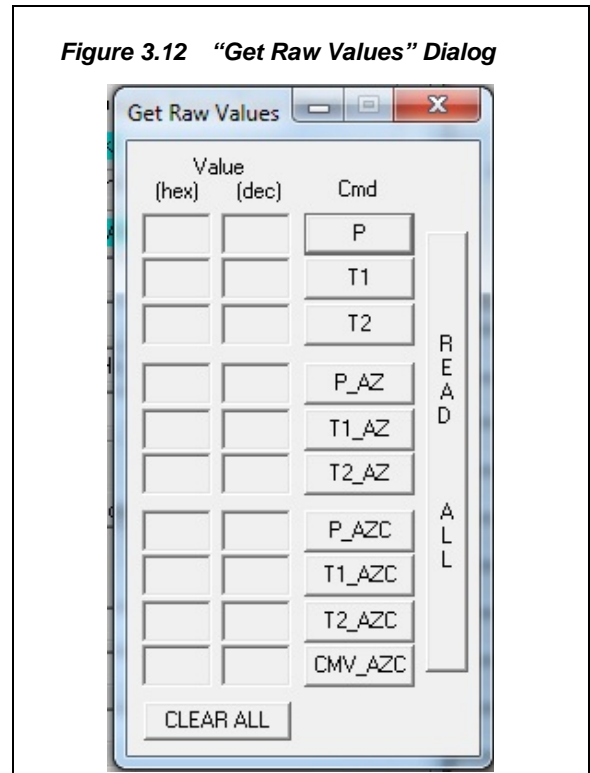 Figure 3.12 “Get Raw Values” Dialog
Get Raw Values
Value
(hex) (dec) Cmd
P
T1
T2
P_AZ
T1_AZ
T2_AZ
P_AZC
T1_AZC
T2_AZC
CMV_AZC
READ ALL
CLEAR ALL